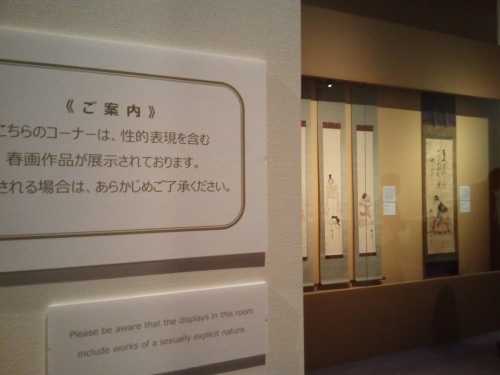 《ご案内》
こちらのコーナーは、性的表現を含む
春画作品が展示されております。
される場合は、あらかじめご了承ください。
Please be aware that the displays in this room
include works of a sexually explicit nature.